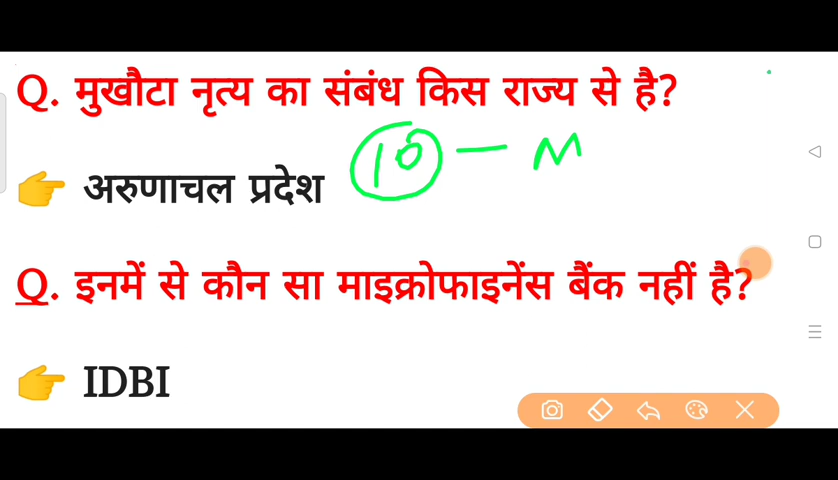 Q. मुखौटा नृत्य का संबंध किस राज्य से है?
10 — M
👉 अरुणाचल प्रदेश
Q. इनमें से कौन सा माइक्रोफाइनेंस बैंक नहीं है?
👉 IDBI